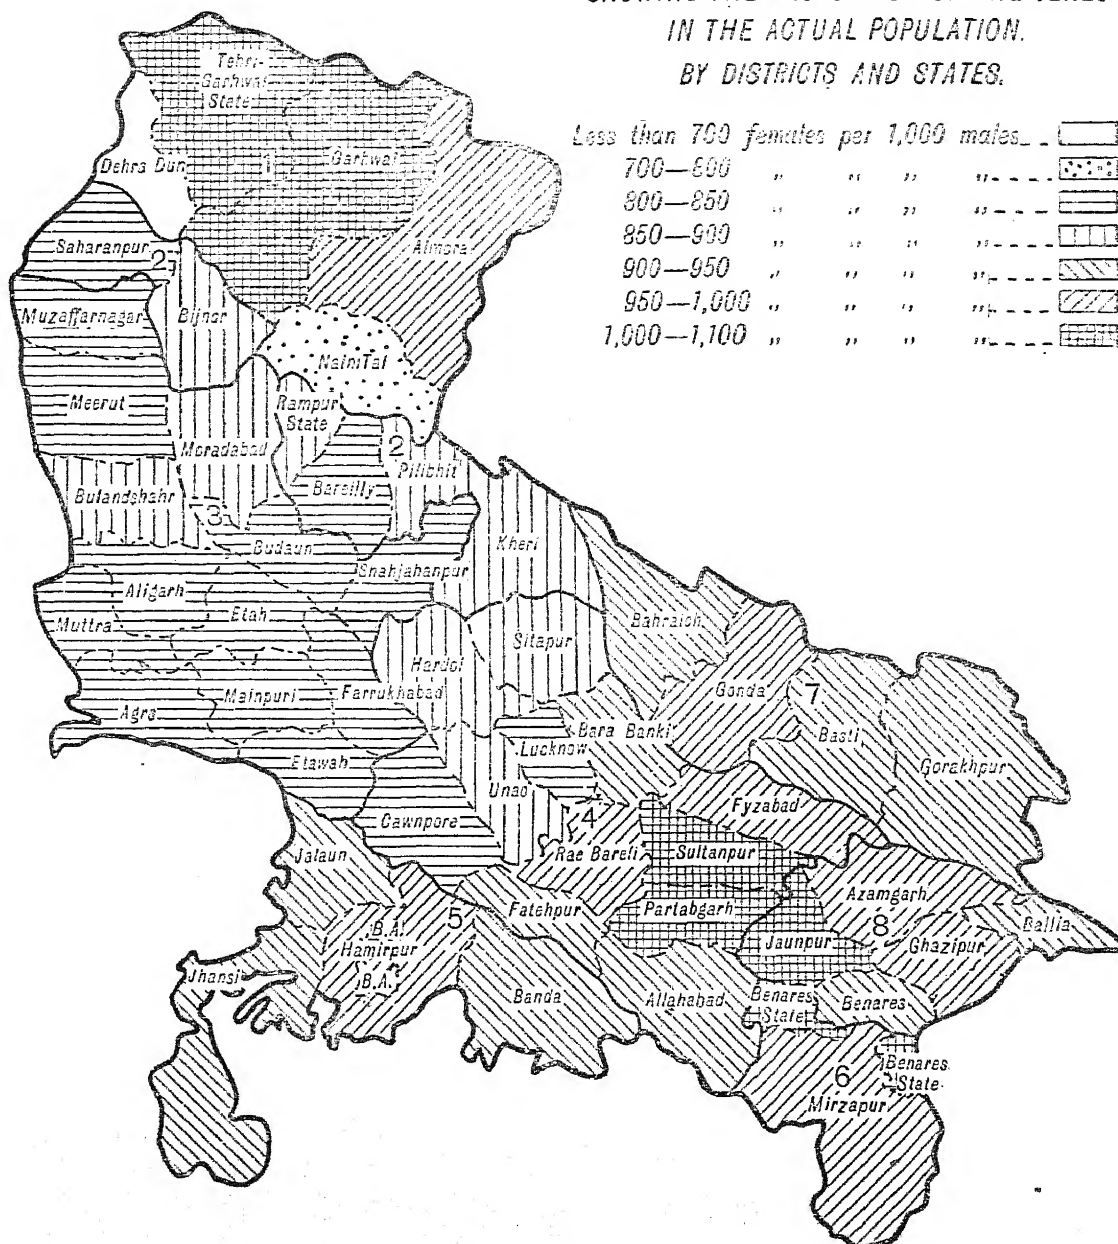 IN THE ACTUAL POPULATION.
BY DISTRICTS AND STATES.
Less than 700 females per 1,000 males
700—800 " " " "
800—850 " " " "
850—900 " " " "
900—950 " " " "
950—1,000 " " " "
1,000—1,100 " " " "
Tehri-
Garhwal
State
Dehra Dun
1
Garhwal
Almora
Saharanpur
2
Muzaffarnagar
Bijnor
Naini Tal
Meerut
Rampur
State
Moradabad
2
Pilibhit
Bulandshahr
3
Bareilly
Budaun
Kheri
Shahjahanpur
Aligarh
Etah
Muttra
Bahraich
Sitapur
Hardoi
Mainpuri
Farrukhabad
Gonda
7
Agra
Bara Banki
Basti
Lucknow
Etawah
Gorakhpur
Unao
Fyzabad
Cawnpore
4
Jalaun
Rae Bareli
Sultanpur
Azamgarh
Fatehpur
Partabgarh
5
B.A.
Hamirpur
B.A.
8
Ballia
Jaunpur
Ghazipur
Jhansi
Banda
Allahabad
Benares
State
Benares
Benares
State
6
Mirzapur